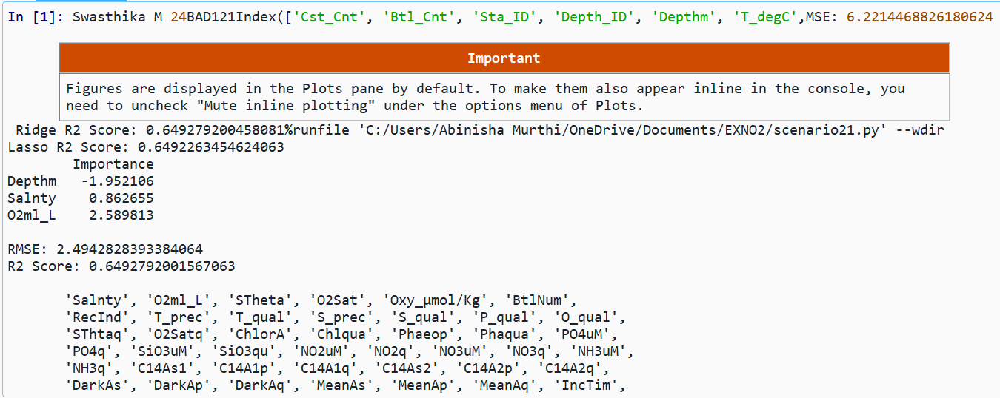 In [1]: Swasthika M 24BAD121Index(['Cst_Cnt', 'Btl_Cnt', 'Sta_ID', 'Depth_ID', 'Depthm', 'T_degC',MSE: 6.2214468826180624
Important
Figures are displayed in the Plots pane by default. To make them also appear inline in the console, you
need to uncheck "Mute inline plotting" under the options menu of Plots.
Ridge R2 Score: 0.649279200458081%runfile 'C:/Users/Abinisha Murthi/OneDrive/Documents/EXNO2/scenario21.py' --wdir
Lasso R2 Score: 0.6492263454624063
Importance
Depthm -1.952106
Salnty 0.862655
O2ml_L 2.589813
RMSE: 2.4942828393384064
R2 Score: 0.6492792001567063
'Salnty', 'O2ml_L', 'STheta', 'O2Sat', 'Oxy_µmol/Kg', 'BtlNum',
'RecInd', 'T_prec', 'T_qual', 'S_prec', 'S_qual', 'P_qual', 'O_qual',
'SThtaq', 'O2Satq', 'ChlorA', 'Chlqua', 'Phaeop', 'Phaqua', 'PO4uM',
'PO4q', 'SiO3uM', 'SiO3qu', 'NO2uM', 'NO2q', 'NO3uM', 'NO3q', 'NH3uM',
'NH3q', 'C14As1', 'C14A1p', 'C14A1q', 'C14As2', 'C14A2p', 'C14A2q',
'DarkAs', 'DarkAp', 'DarkAq', 'MeanAs', 'MeanAp', 'MeanAq', 'IncTim',